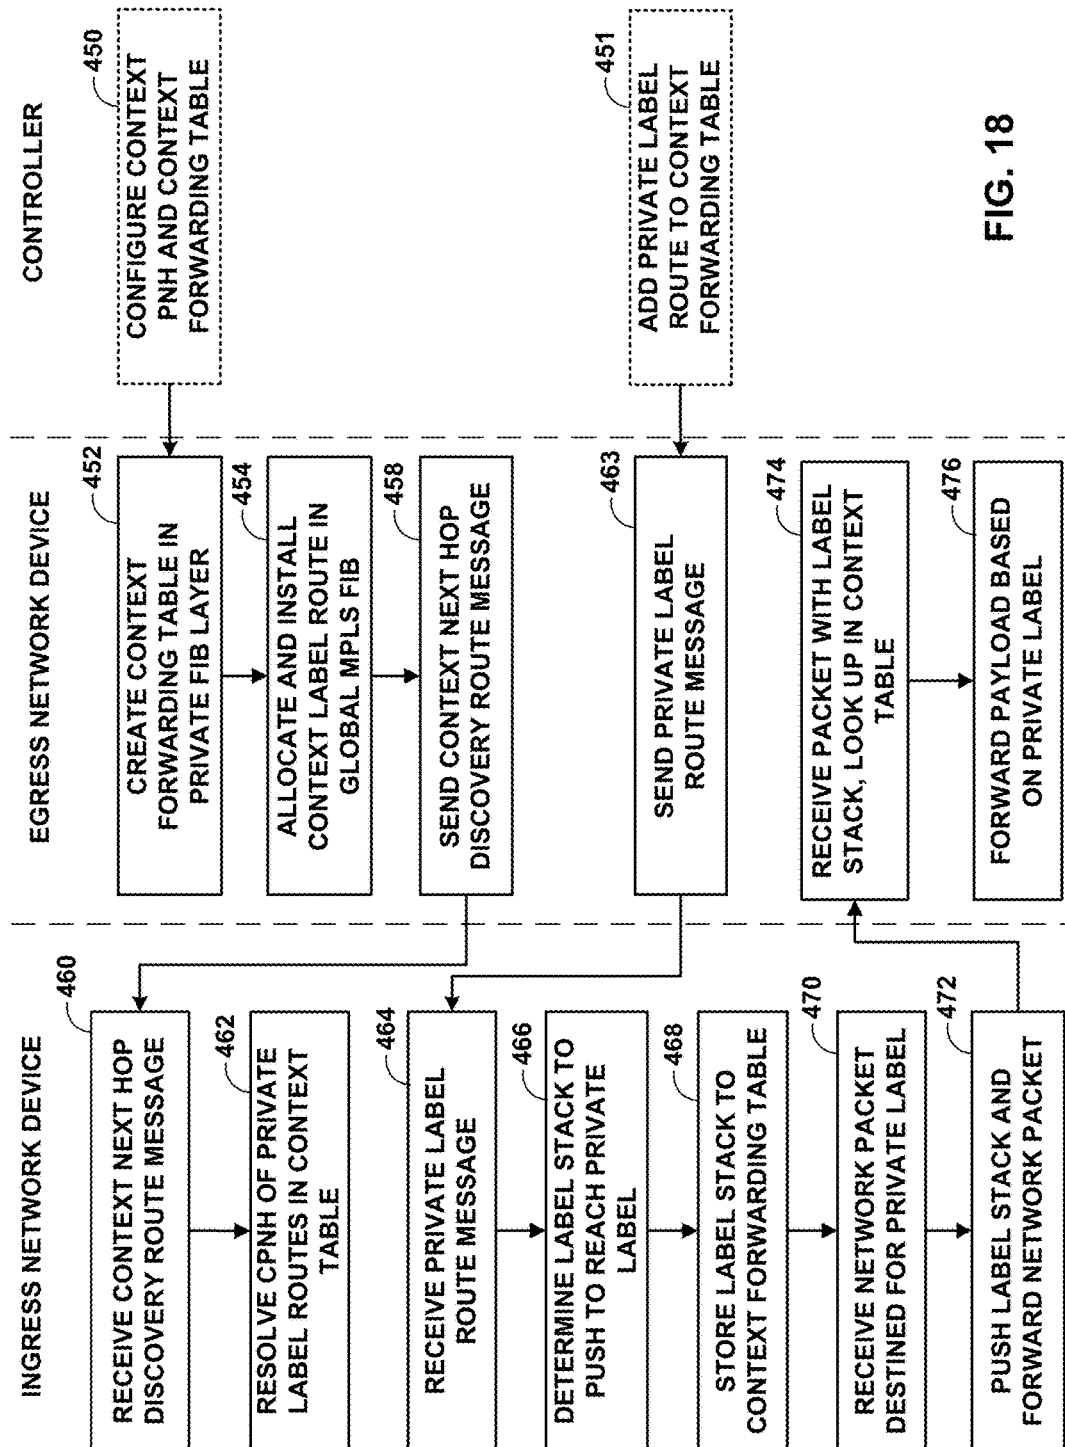 INGRESS NETWORK DEVICE
460
RECEIVE CONTEXT NEXT HOP
DISCOVERY ROUTE MESSAGE
462
RESOLVE CPNH OF PRIVATE
LABEL ROUTES IN CONTEXT
TABLE
464
RECEIVE PRIVATE LABEL
ROUTE MESSAGE
466
DETERMINE LABEL STACK TO
PUSH TO REACH PRIVATE
LABEL
468
STORE LABEL STACK TO
CONTEXT FORWARDING TABLE
470
RECEIVE NETWORK PACKET
DESTINED FOR PRIVATE LABEL
472
PUSH LABEL STACK AND
FORWARD NETWORK PACKET
EGRESS NETWORK DEVICE
452
CREATE CONTEXT
FORWARDING TABLE IN
PRIVATE FIB LAYER
454
ALLOCATE AND INSTALL
CONTEXT LABEL ROUTE IN
GLOBAL MPLS FIB
458
SEND CONTEXT NEXT HOP
DISCOVERY ROUTE MESSAGE
463
SEND PRIVATE LABEL
ROUTE MESSAGE
474
RECEIVE PACKET WITH LABEL
STACK, LOOK UP IN CONTEXT
TABLE
476
FORWARD PAYLOAD BASED
ON PRIVATE LABEL
CONTROLLER
450
CONFIGURE CONTEXT
PNH AND CONTEXT
FORWARDING TABLE
451
ADD PRIVATE LABEL
ROUTE TO CONTEXT
FORWARDING TABLE
FIG. 18